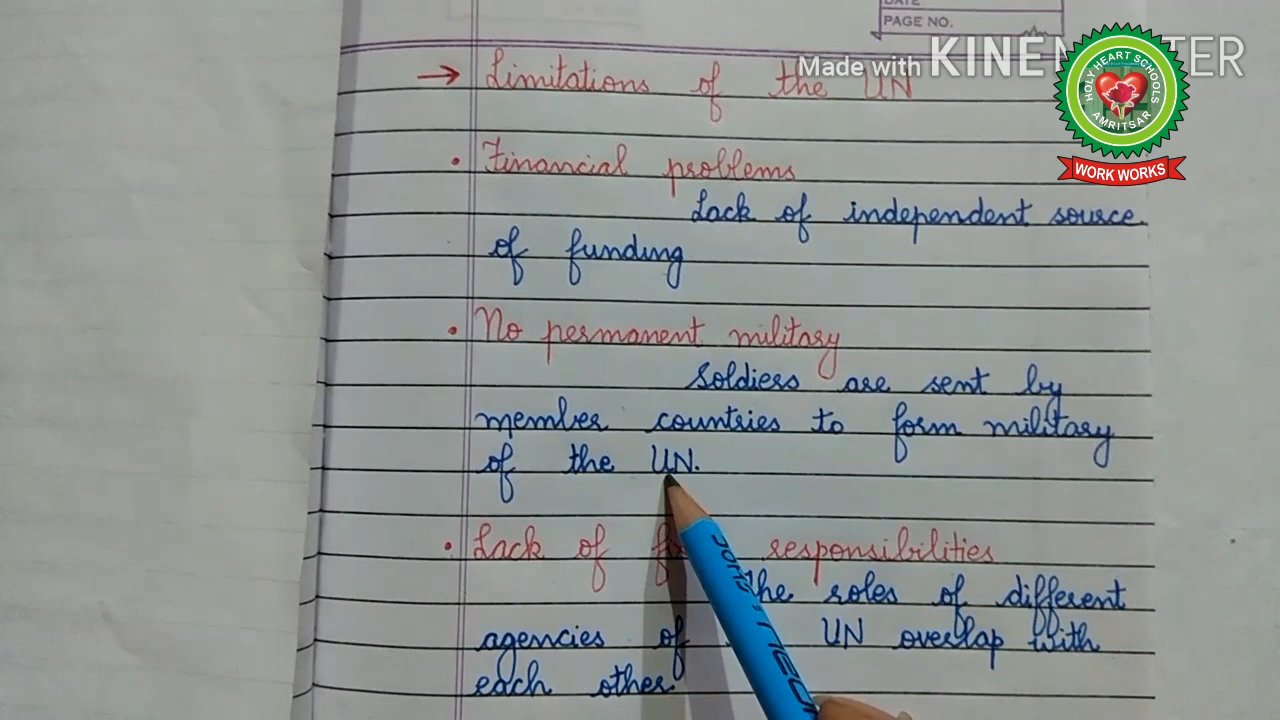 DATE
PAGE NO.
Made with KINEMASTER
HOLY HEART SCHOOLS
AMRITSAR
WORK WORKS
→ Limitations of the UN
• Financial problems
Lack of independent source
of funding
• No permanent military
Soldiers are sent by
member countries to form military
of the UN.
• Lack of responsibilities
The roles of different
agencies of UN overlap with
each other